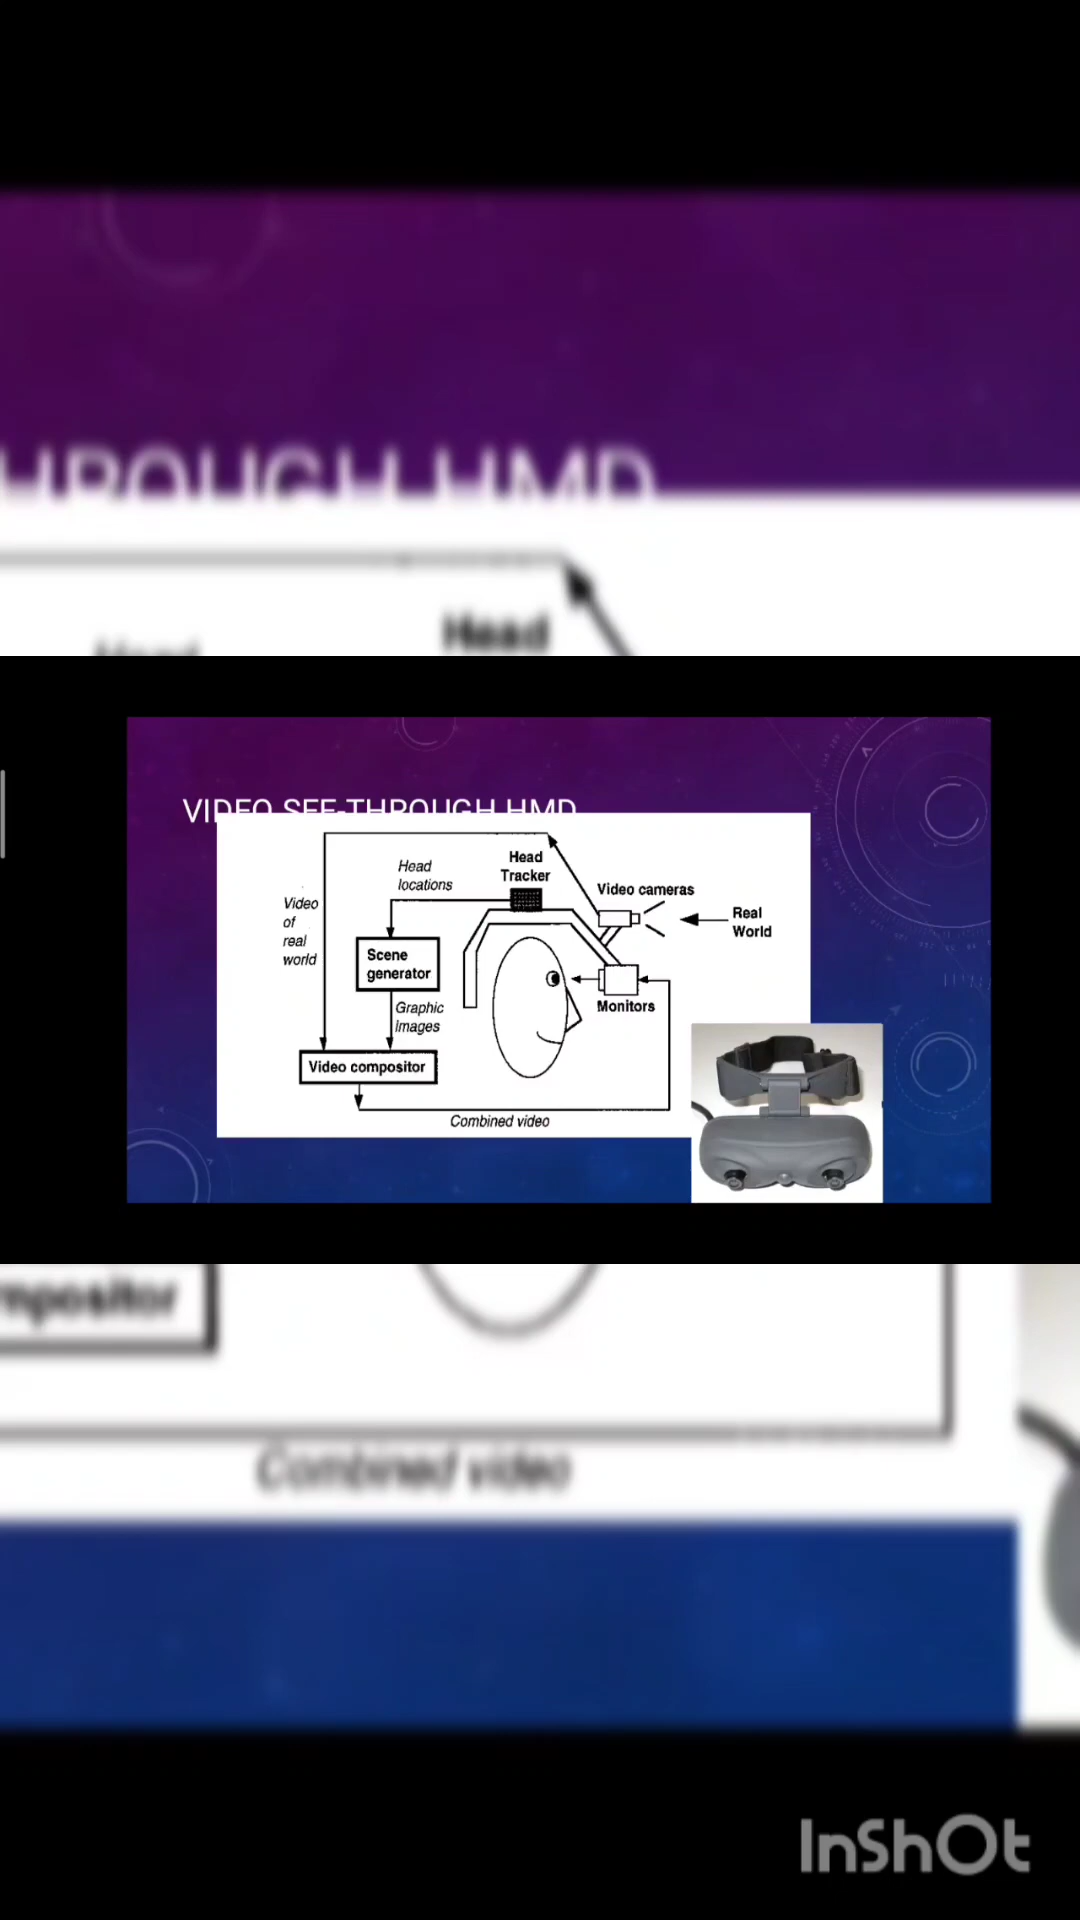 THROUGH HMD
Head
VIDEO SEE-THROUGH HMD
Head
locations
Head
Tracker
Video cameras
Real
World
Video
of
real
world
Scene
generator
Graphic
Images
Monitors
Video compositor
Combined video
mpositor
Combined video
InShOt